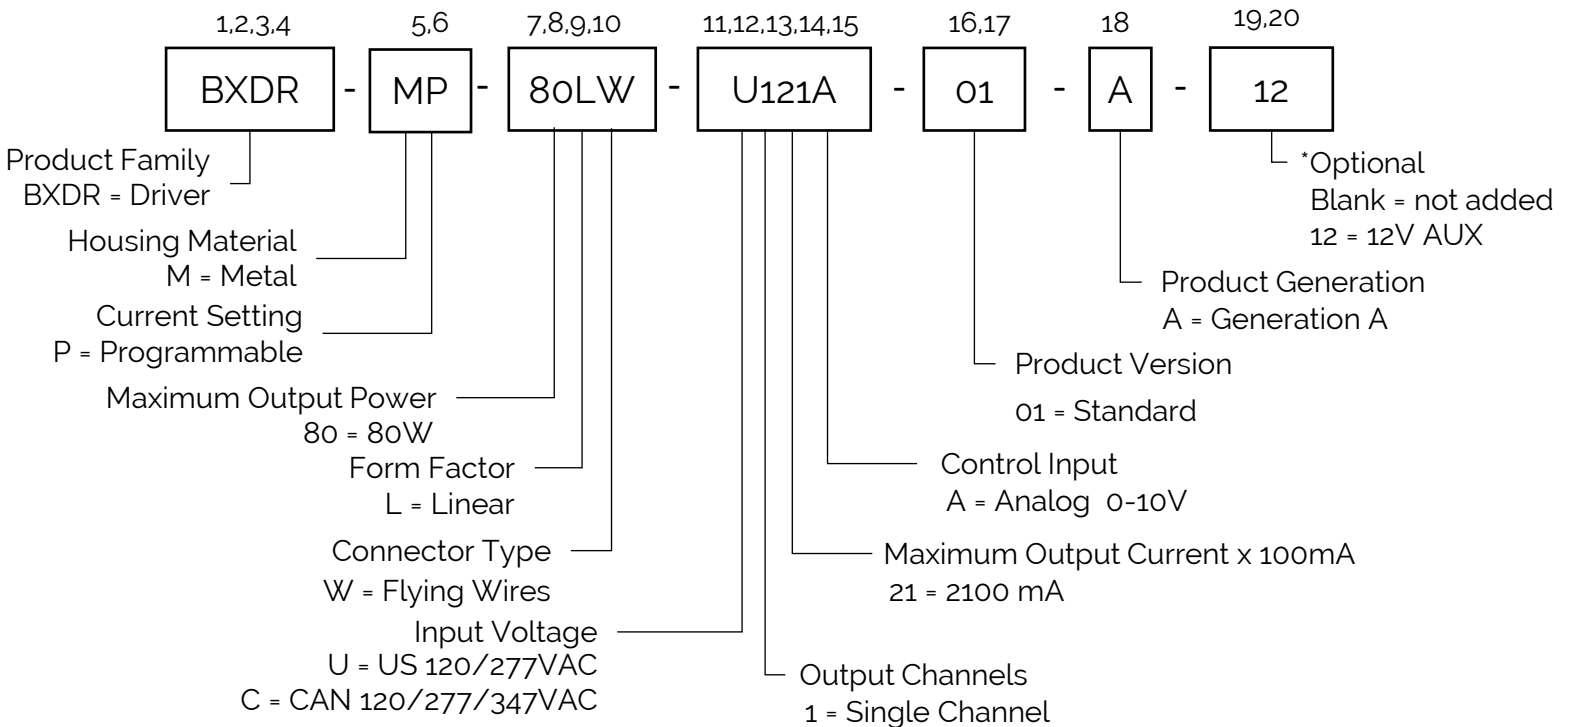 1,2,3,4 5,6 7,8,9,10 11,12,13,14,15 16,17 18 19,20
BXDR - MP - 80LW - U121A - 01 - A - 12
Product Family
BXDR = Driver
Housing Material
M = Metal
Current Setting
P = Programmable
Maximum Output Power
80 = 80W
Form Factor
L = Linear
Connector Type
W = Flying Wires
Input Voltage
U = US 120/277VAC
C = CAN 120/277/347VAC
*Optional
Blank = not added
12 = 12V AUX
Product Generation
A = Generation A
Product Version
01 = Standard
Control Input
A = Analog 0-10V
Maximum Output Current x 100mA
21 = 2100 mA
Output Channels
1 = Single Channel